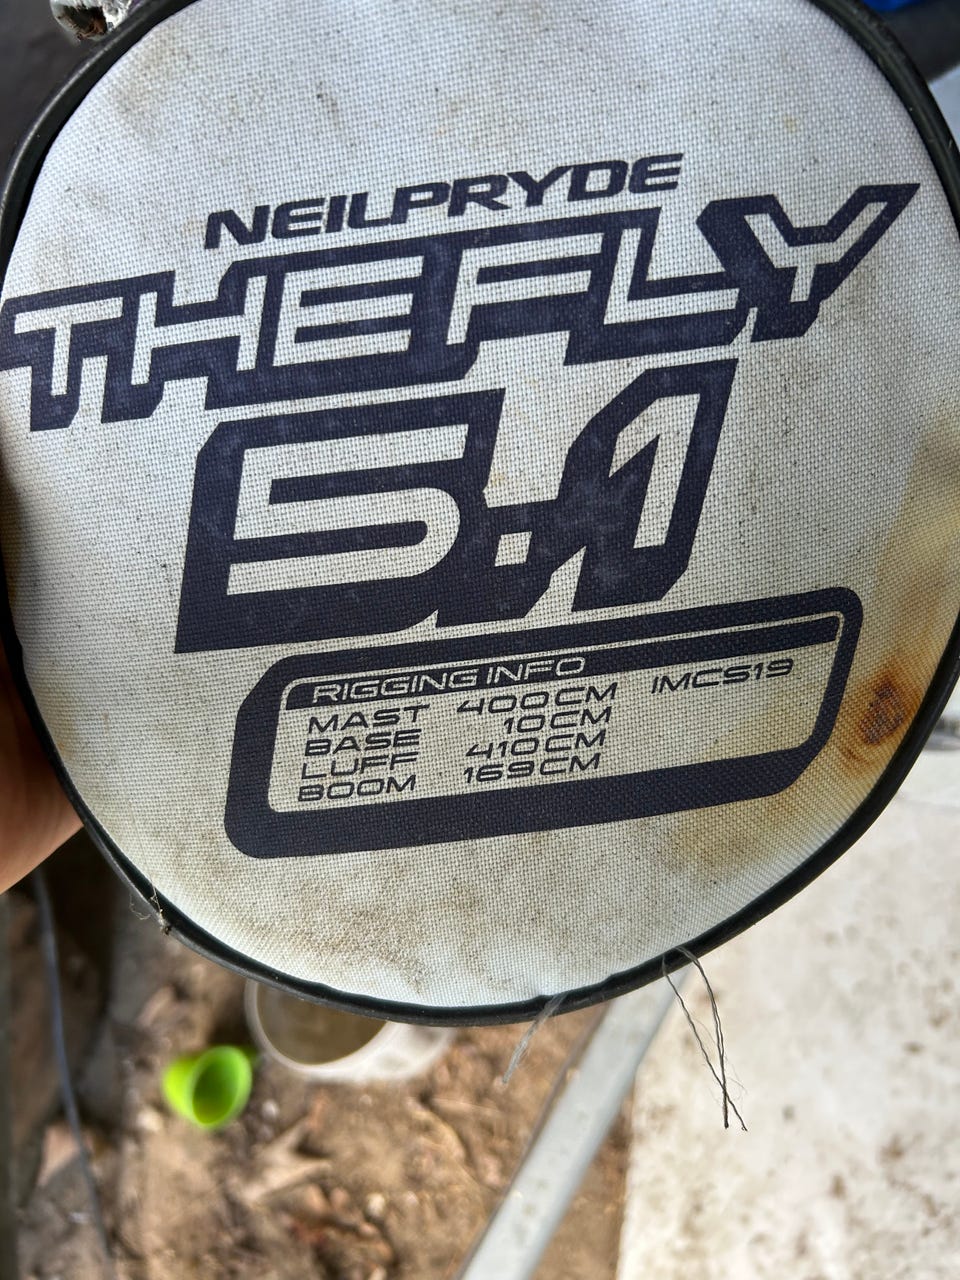 NEILPRYDE
THEFLY
5.1
RIGGING INFO
MAST 400CM IMCS19
BASE 10CM
LUFF 410CM
BOOM 169CM